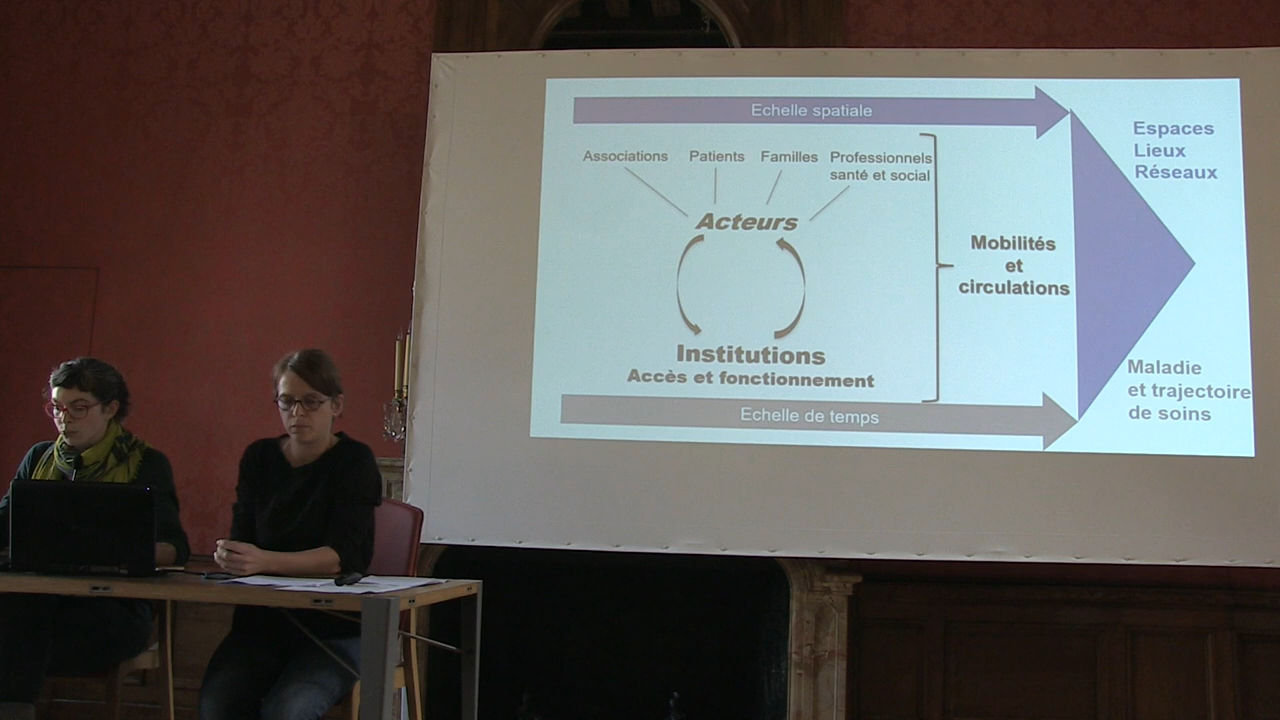 Echelle spatiale
Associations Patients Familles Professionnels
santé et social
Acteurs
Institutions
Accès et fonctionnement
Mobilités
et
circulations
Echelle de temps
Espaces
Lieux
Réseaux
Maladie
et trajectoire
de soins